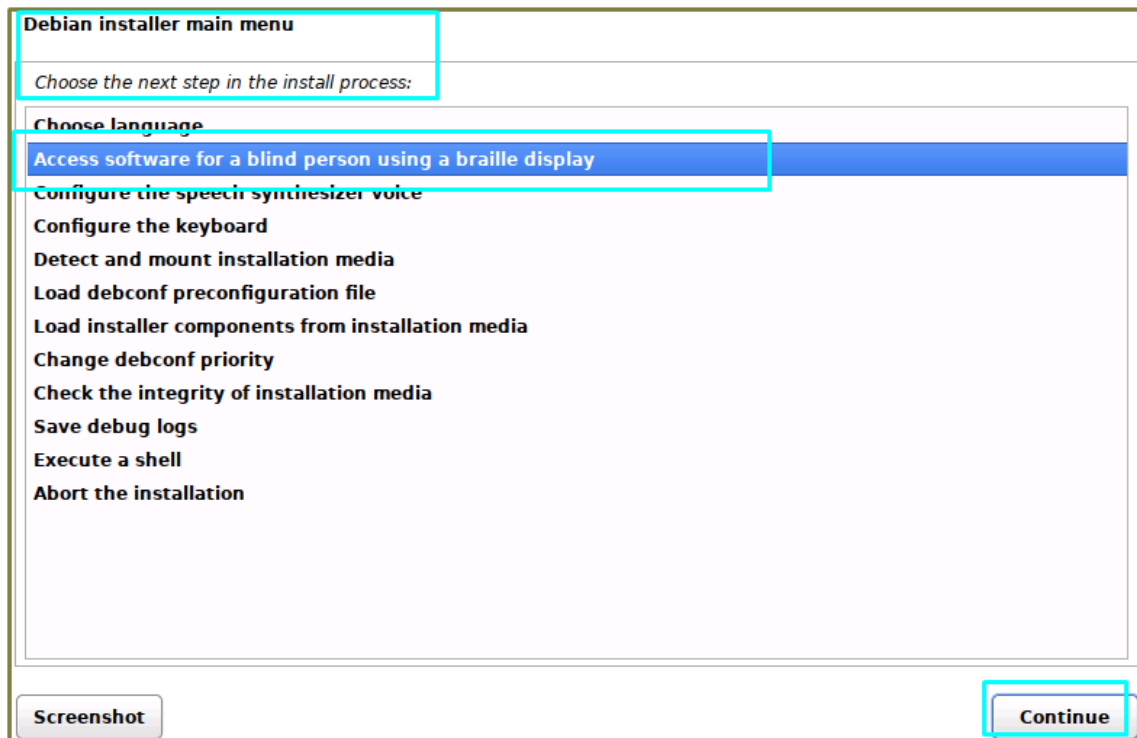 Debian installer main menu
Choose the next step in the install process:
Choose language
Access software for a blind person using a braille display
Configure the speech synthesizer voice
Configure the keyboard
Detect and mount installation media
Load debconf preconfiguration file
Load installer components from installation media
Change debconf priority
Check the integrity of installation media
Save debug logs
Execute a shell
Abort the installation
Screenshot
Continue